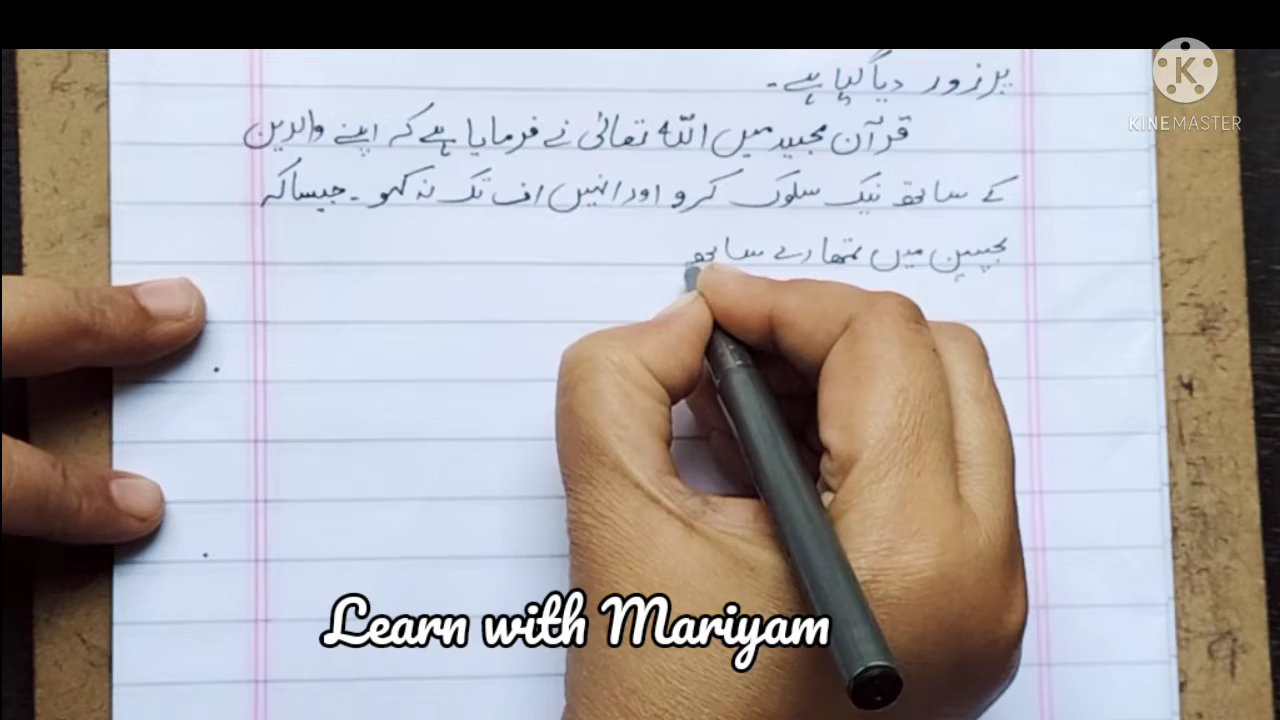 پر زور دیا گیا ہے۔
قرآن مجید میں اللہ تعالیٰ نے فرمایا ہے کہ اپنے والدین
کے ساتھ نیک سلوک کرو اور انہیں اف تک نہ کہو۔ جیسا کہ
بچپن میں تمھارے ساتھ
Learn with Mariyam
K
KINEMASTER